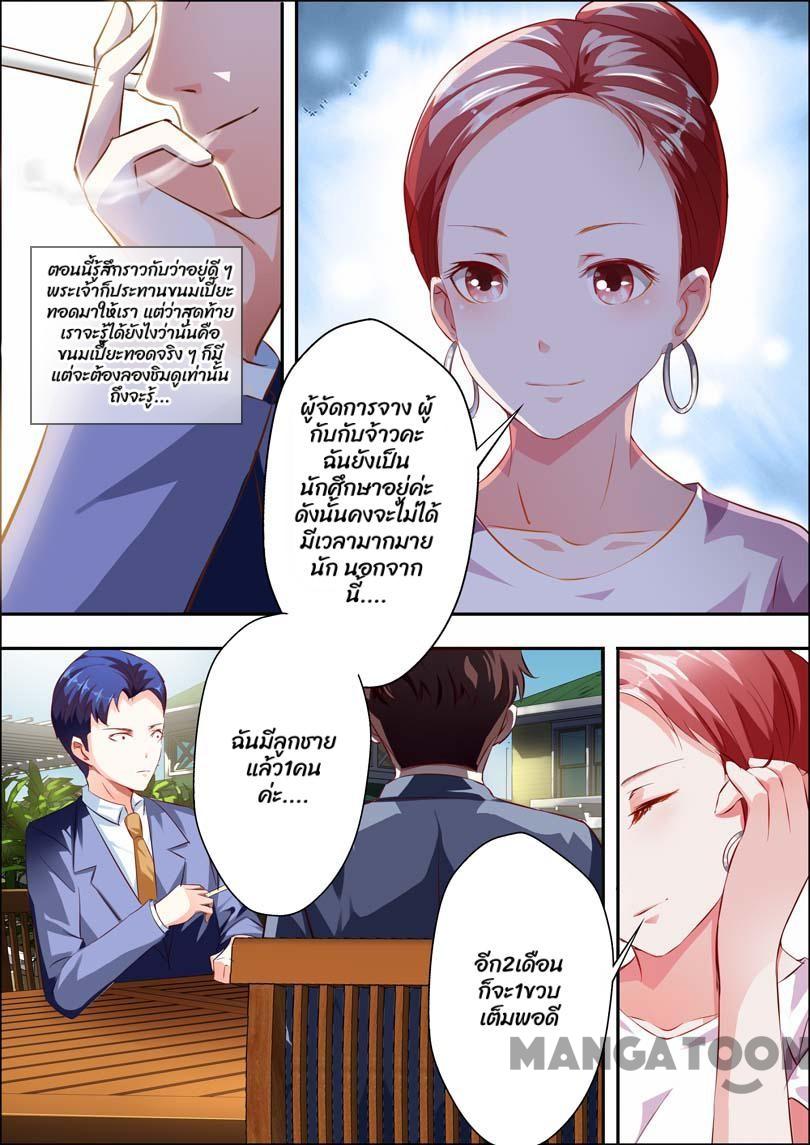 ตอนนี้รู้สึกราวกับว่าอยู่ดี ๆ
พระเจ้าก็ประทานขนมเปี๊ยะ
ทอดมาให้เรา แต่ว่าสุดท้าย
เราจะรู้ได้ยังไงว่านั่นคือ
ขนมเปี๊ยะทอดจริง ๆ ก็มี
แต่จะต้องลองชิมดูเท่านั้น
ถึงจะรู้...
ผู้จัดการจาง ผู้
กับกับจ้าวคะ
ฉันยังเป็น
นักศึกษาอยู่ค่ะ
ดังนั้นคงจะไม่ได้
มีเวลามากมาย
นัก นอกจาก
นี้....
ฉันมีลูกชาย
แล้ว1คน
ค่ะ....
อีก2เดือน
ก็จะ1ขวบ
เต็มพอดี
MANGATOON